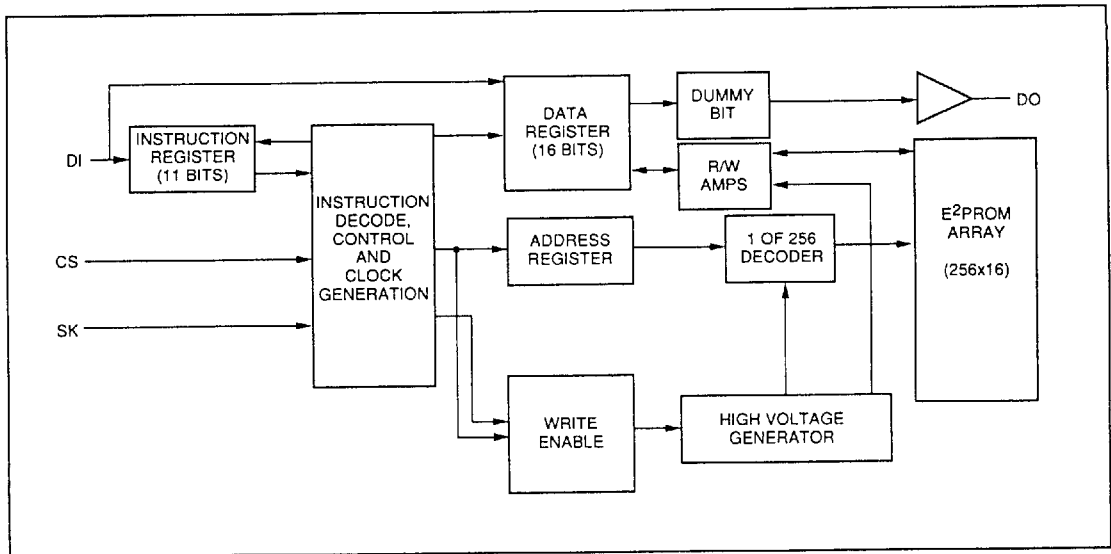 DI
INSTRUCTION
REGISTER
(11 BITS)
CS
SK
INSTRUCTION
DECODE,
CONTROL
AND
CLOCK
GENERATION
DATA
REGISTER
(16 BITS)
DUMMY
BIT
DO
R/W
AMPS
ADDRESS
REGISTER
1 OF 256
DECODER
E²PROM
ARRAY
(256x16)
WRITE
ENABLE
HIGH VOLTAGE
GENERATOR